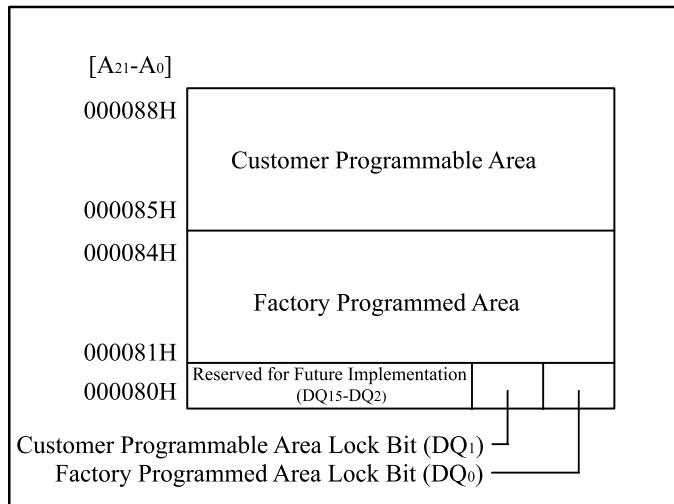 [A21-A0]
000088H
Customer Programmable Area
000085H
000084H
Factory Programmed Area
000081H
Reserved for Future Implementation
(DQ15-DQ2)
000080H
Customer Programmable Area Lock Bit (DQ1)
Factory Programmed Area Lock Bit (DQ0)